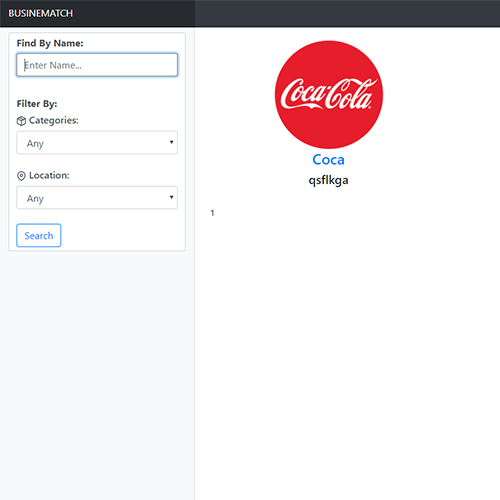 BUSINEMATCH
Find By Name:
Enter Name...
Filter By:
Categories:
Any
Location:
Any
Search
Coca-Cola
Coca
qsflkga
1